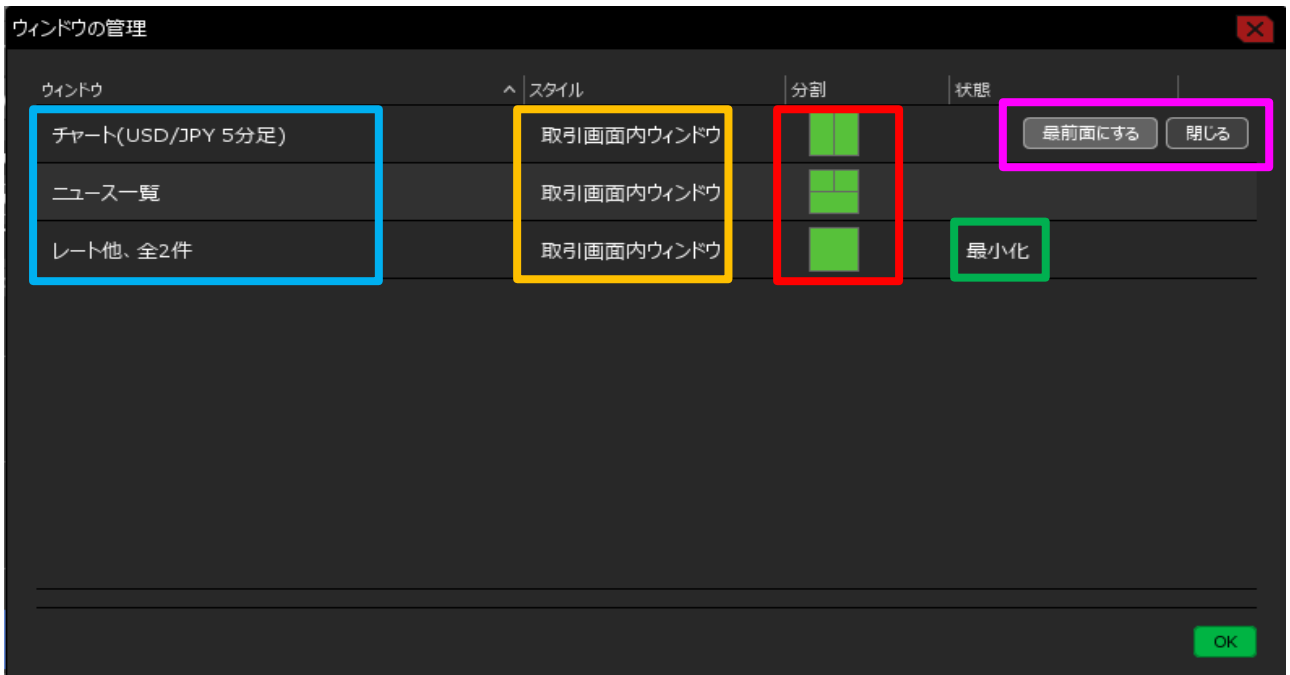 ウィンドウの管理
ウィンドウ スタイル 分割 状態
チャート(USD/JPY 5分足) 取引画面内ウィンドウ 最前面にする 閉じる
ニュース一覧 取引画面内ウィンドウ
レート他、全2件 取引画面内ウィンドウ 最小化
OK